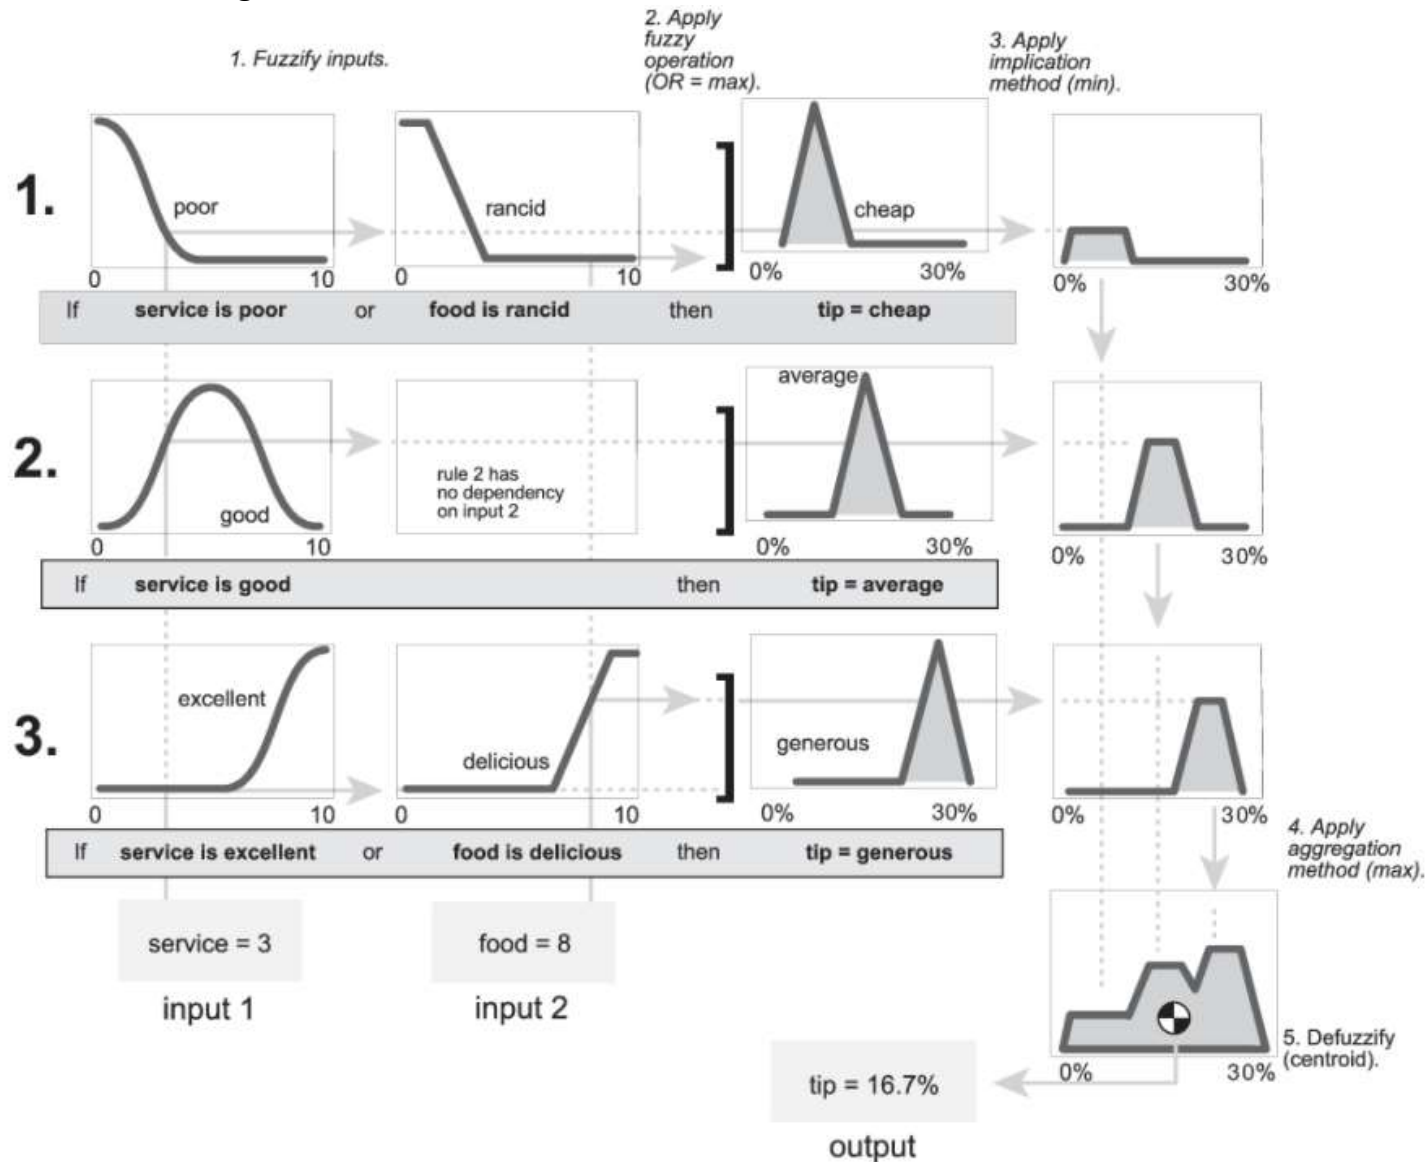 1. Fuzzify inputs.
2. Apply
fuzzy
operation
(OR = max).
3. Apply
implication
method (min).
1.
poor
0
10
rancid
0
10
cheap
0%
30%
0%
30%
If service is poor or food is rancid then tip = cheap
2.
good
0
10
rule 2 has
no dependency
on input 2
average
0%
30%
0%
30%
If service is good then tip = average
3.
excellent
0
10
delicious
0
10
generous
0%
30%
0%
30%
If service is excellent or food is delicious then tip = generous
4. Apply
aggregation
method (max).
service = 3
input 1
food = 8
input 2
0%
30%
5. Defuzzify
(centroid).
tip = 16.7%
output